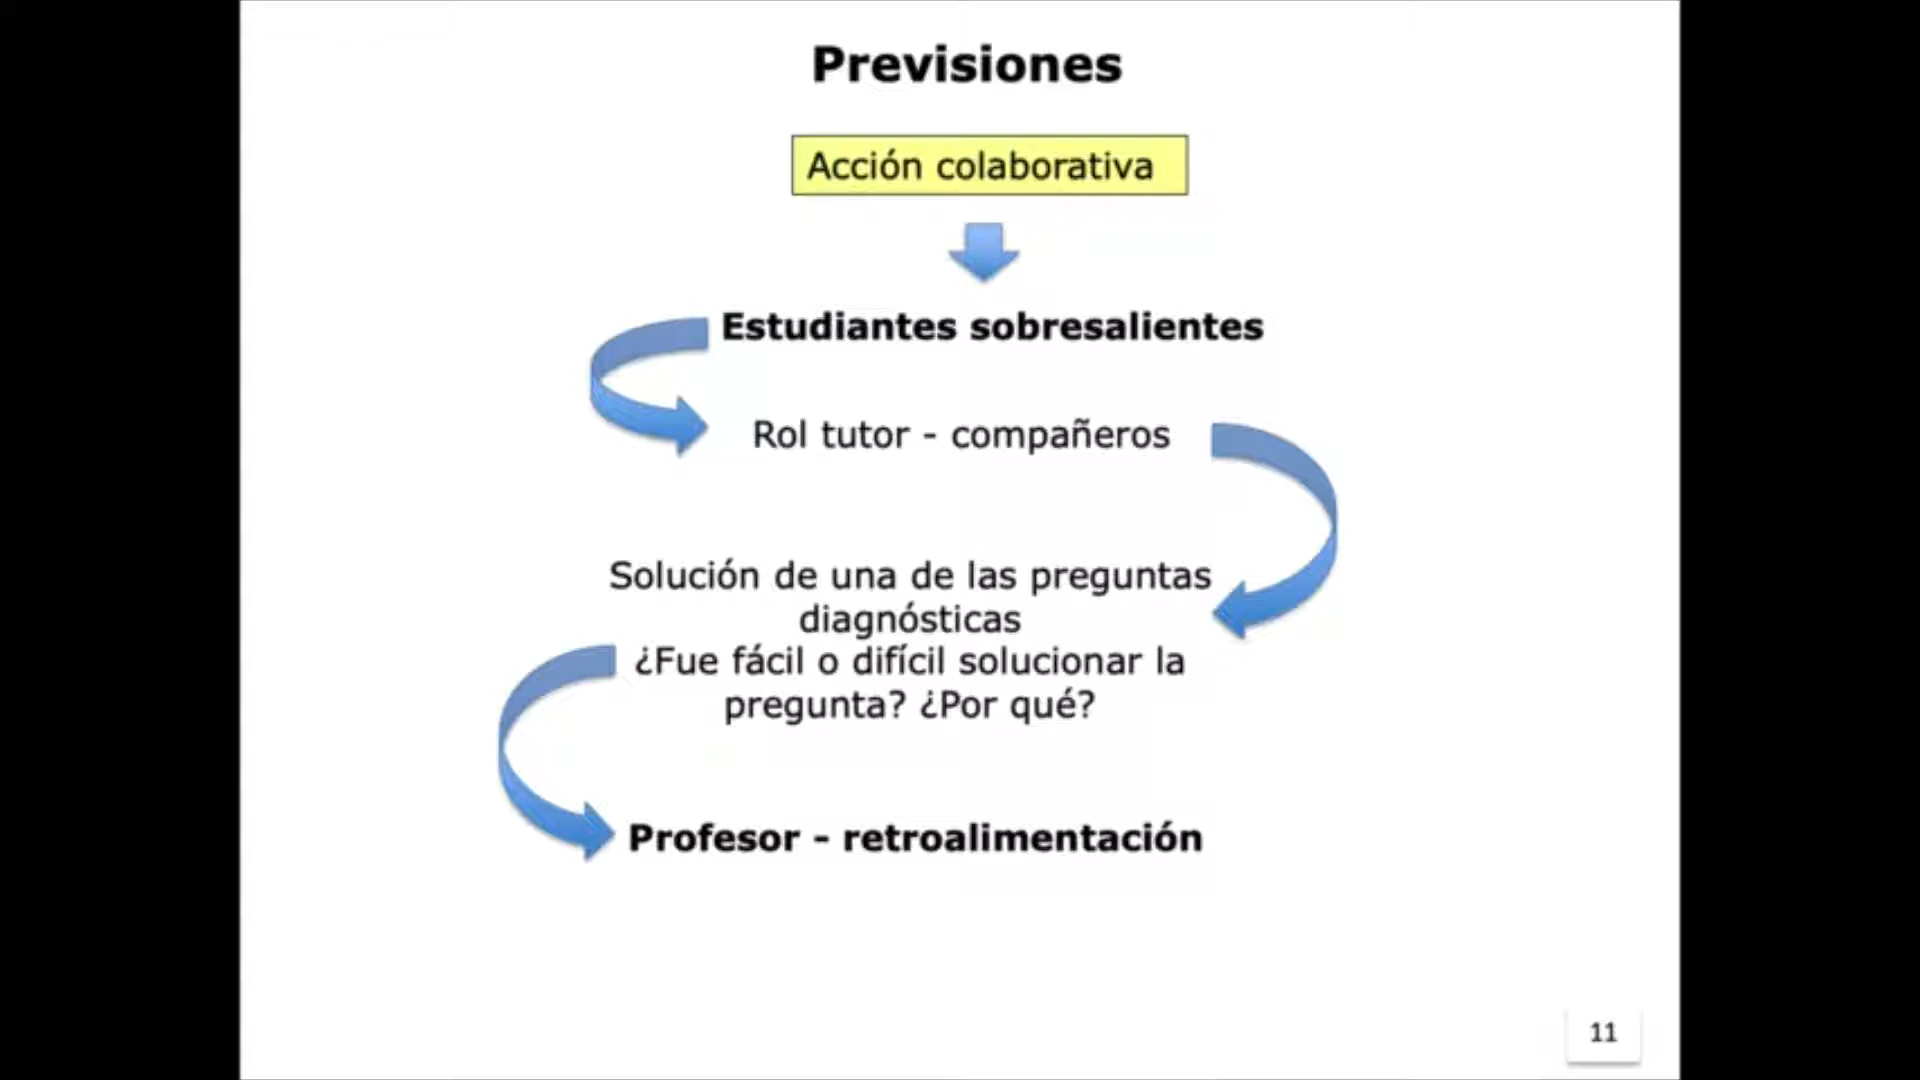 Previsiones
Acción colaborativa
Estudiantes sobresalientes
Rol tutor - compañeros
Solución de una de las preguntas
diagnósticas
¿Fue fácil o difícil solucionar la
pregunta? ¿Por qué?
Profesor - retroalimentación
11